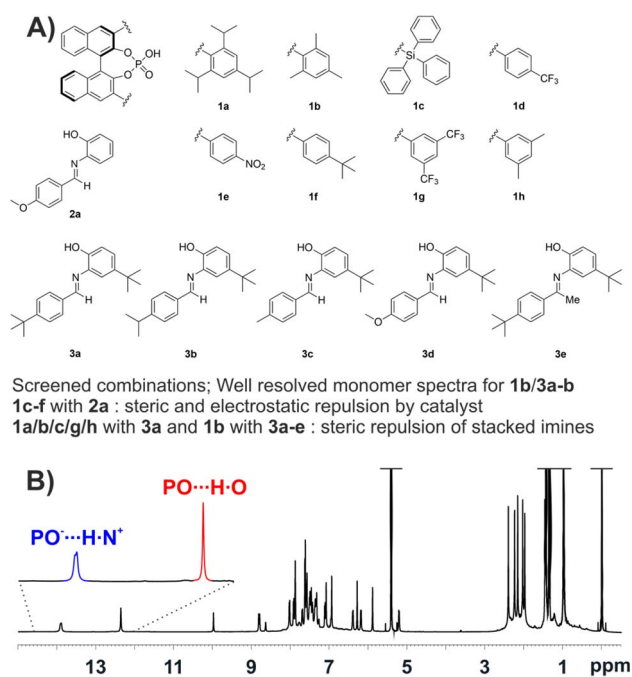 A)
OH
P
O
O
O
1a
1b
Si
1c
CF₃
1d
HO
N
H
O
2a
NO₂
1e
1f
CF₃
CF₃
1g
1h
HO
N
H
3a
HO
N
H
3b
HO
N
H
3c
HO
N
H
O
3d
HO
N
Me
3e
Screened combinations; Well resolved monomer spectra for 1b/3a-b
1c-f with 2a : steric and electrostatic repulsion by catalyst
1a/b/c/g/h with 3a and 1b with 3a-e : steric repulsion of stacked imines
B)
PO···H·O
PO⁻···H·N⁺
13 11 9 7 5 3 1 ppm